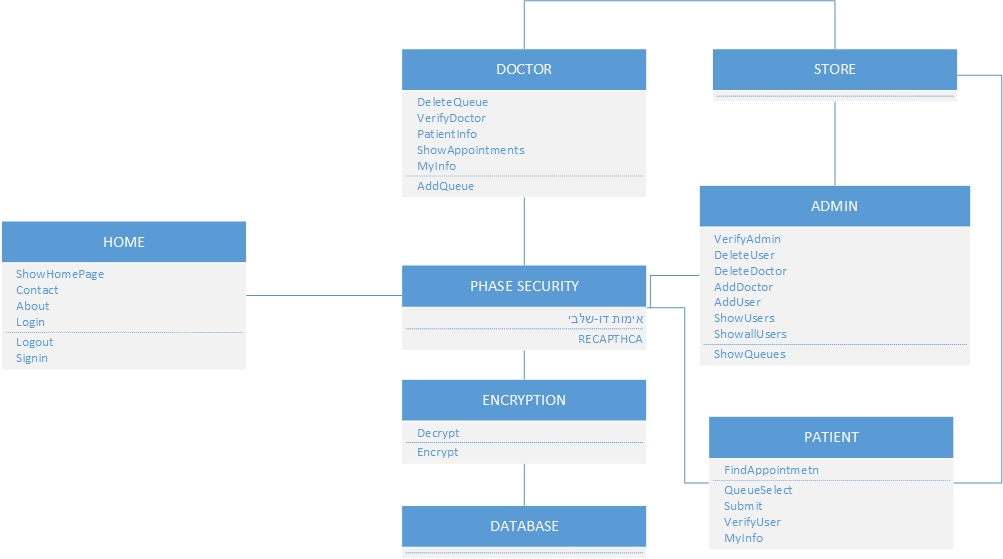 DOCTOR
DeleteQueue
VerifyDoctor
PatientInfo
ShowAppointments
MyInfo
AddQueue
STORE
ADMIN
VerifyAdmin
DeleteUser
DeleteDoctor
AddDoctor
AddUser
ShowUsers
ShowallUsers
ShowQueues
HOME
ShowHomePage
Contact
About
Login
Logout
Signin
PHASE SECURITY
אימות דו-שלבי
RECAPTHCA
ENCRYPTION
Decrypt
Encrypt
PATIENT
FindAppointmetn
QueueSelect
Submit
VerifyUser
MyInfo
DATABASE